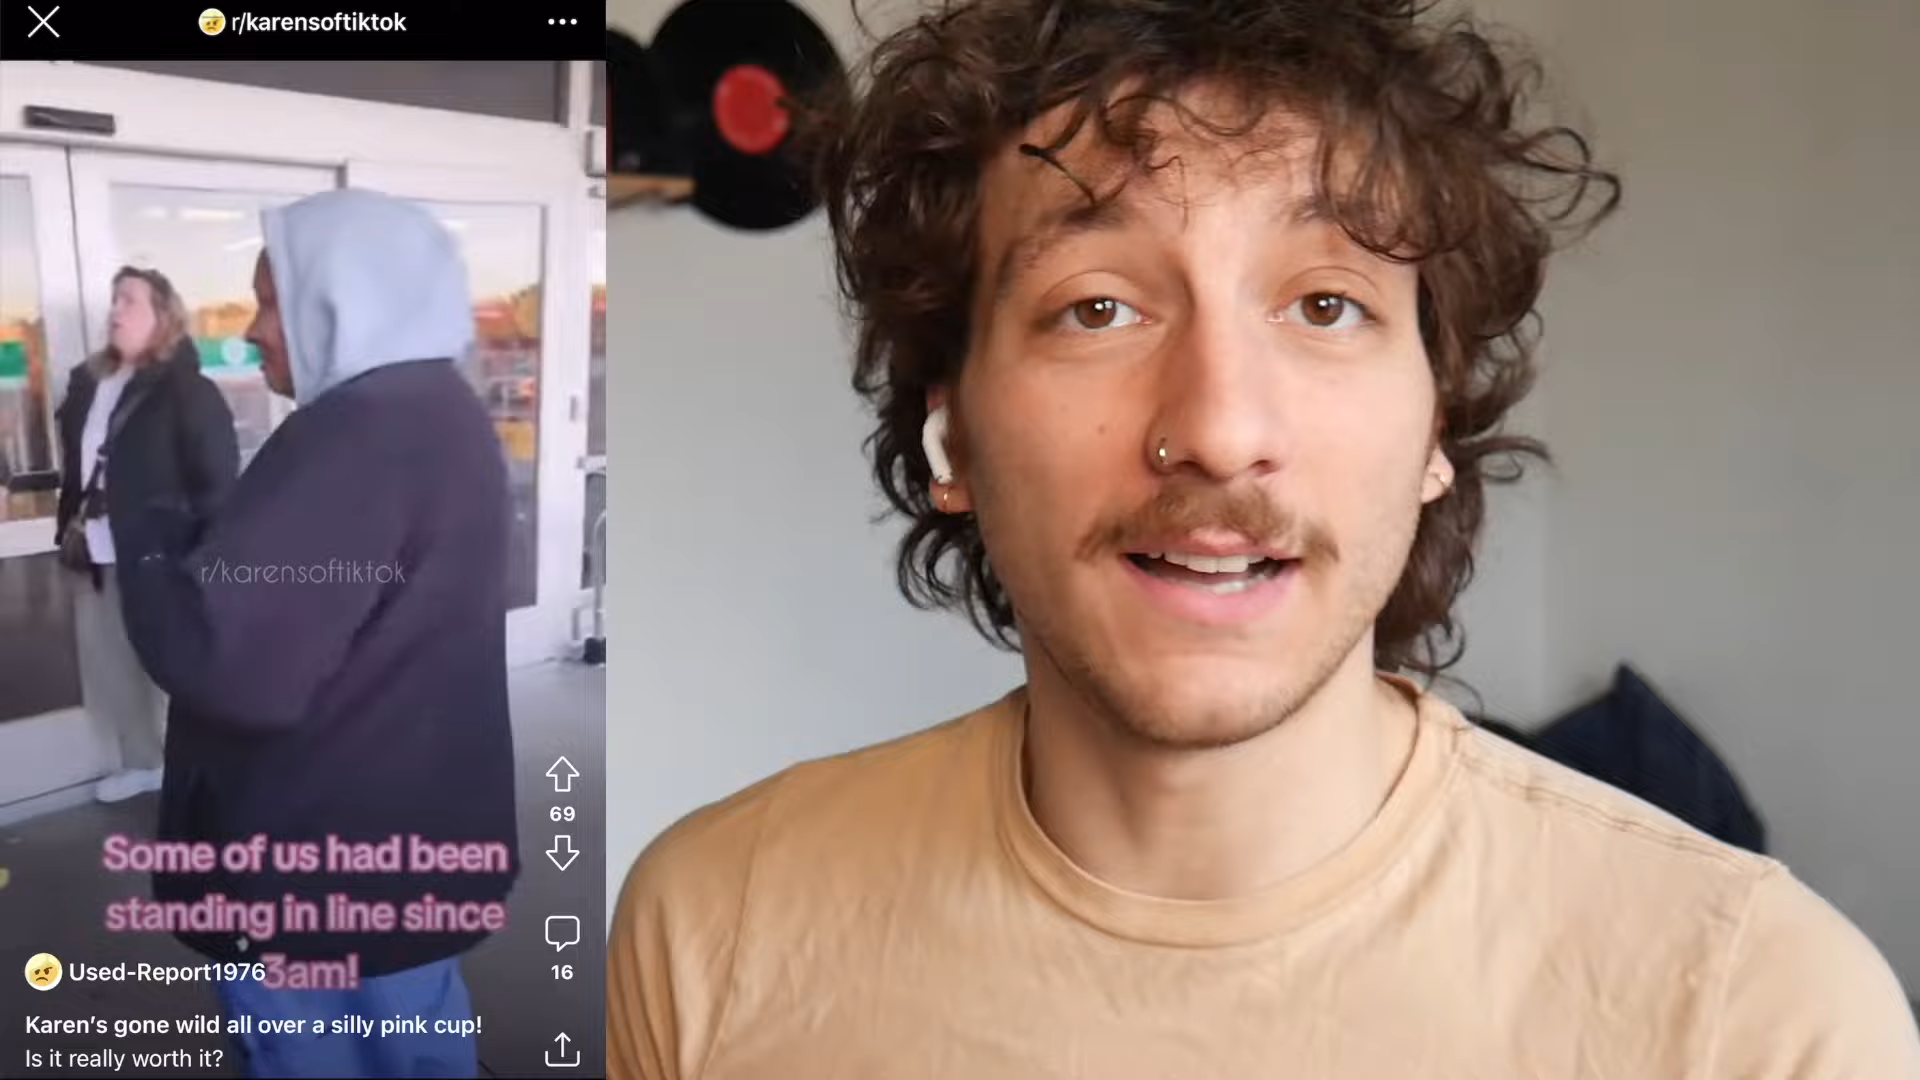 r/karensoftiktok
r/karensoftiktok
69
Some of us had been
standing in line since
3am!
16
Used-Report1976
Karen's gone wild all over a silly pink cup!
Is it really worth it?